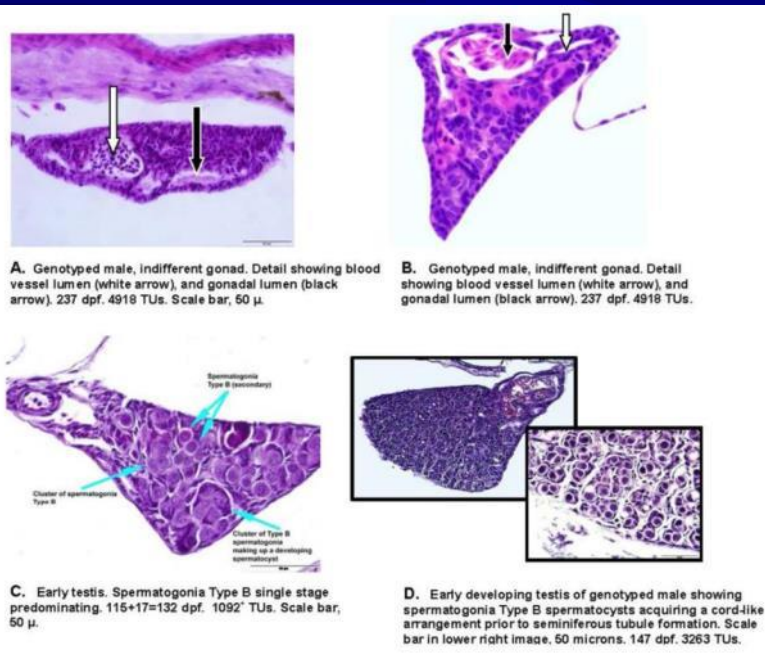 A. Genotyped male, indifferent gonad. Detail showing blood
vessel lumen (white arrow), and gonadal lumen (black
arrow). 237 dpf. 4918 TUs. Scale bar, 50 µ.
B. Genotyped male, indifferent gonad. Detail
showing blood vessel lumen (white arrow), and
gonadal lumen (black arrow). 237 dpf. 4918 TUs.
Spermatogonia
Type B (secondary)
Cluster of spermatogonia
Type B
Cluster of Type B
spermatogonia
making up a developing
spermatocyst
C. Early testis. Spermatogonia Type B single stage
predominating. 115+17=132 dpf. 1092˚ TUs. Scale bar,
50 µ.
D. Early developing testis of genotyped male showing
spermatogonia Type B spermatocysts acquiring a cord-like
arrangement prior to seminiferous tubule formation. Scale
bar in lower right image, 50 microns. 147 dpf. 3263 TUs.